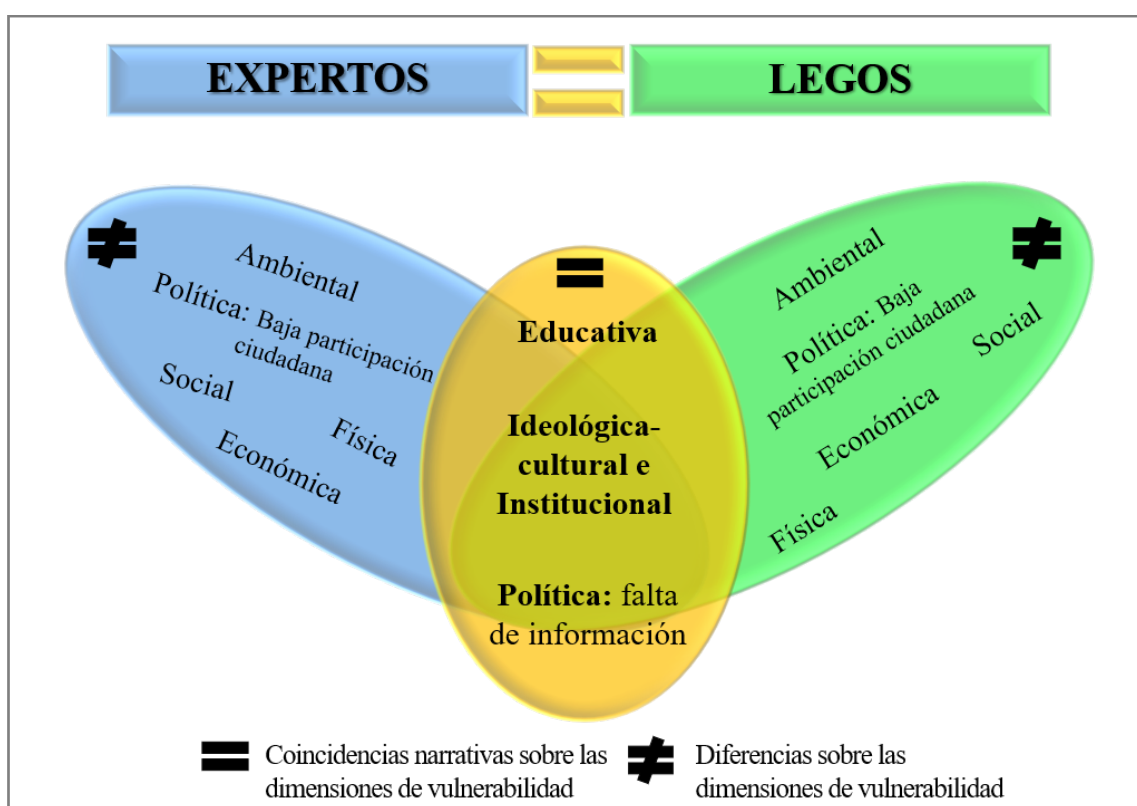 EXPERTOS
LEGOS
Ambiental
Política: Baja participación
ciudadana
Social
Física
Económica
Educativa
Ideológica-
cultural e
Institucional
Política: falta
de información
Ambiental
Política: Baja
participación ciudadana
Social
Económica
Física
Coincidencias narrativas sobre las
dimensiones de vulnerabilidad
Diferencias sobre las
dimensiones de vulnerabilidad